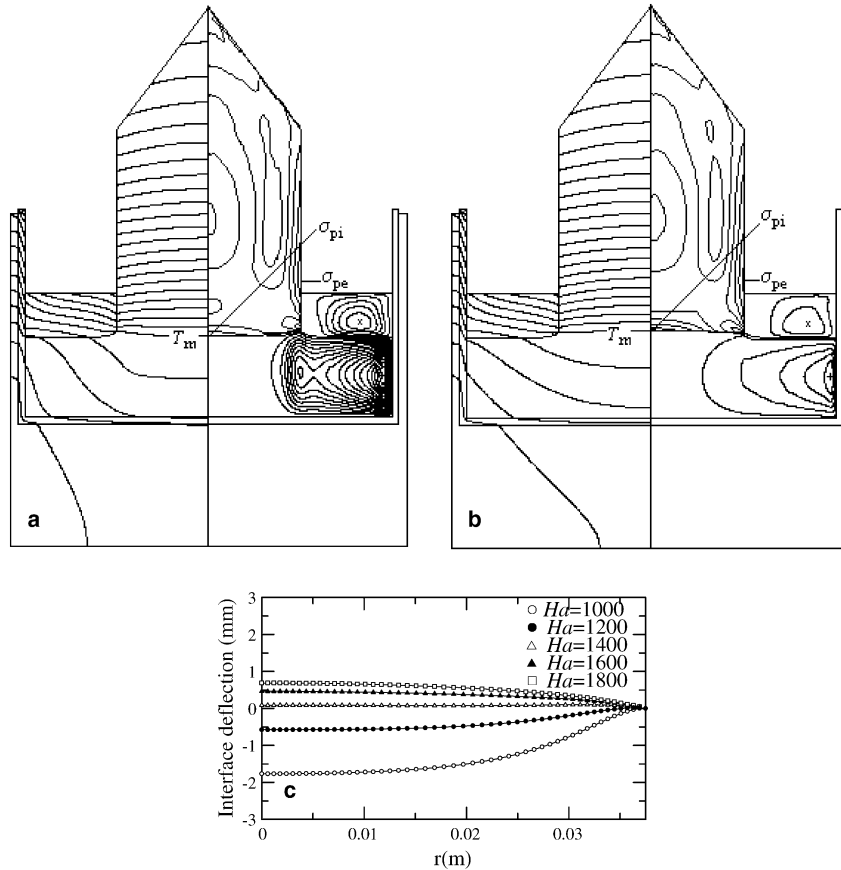 σpi
σpe
Tm
a
σpi
σpe
Tm
b
Interface deflection (mm)
3
2
1
0
-1
-2
-3
Ha=1000
Ha=1200
Ha=1400
Ha=1600
Ha=1800
c
0
0.01
0.02
0.03
r(m)